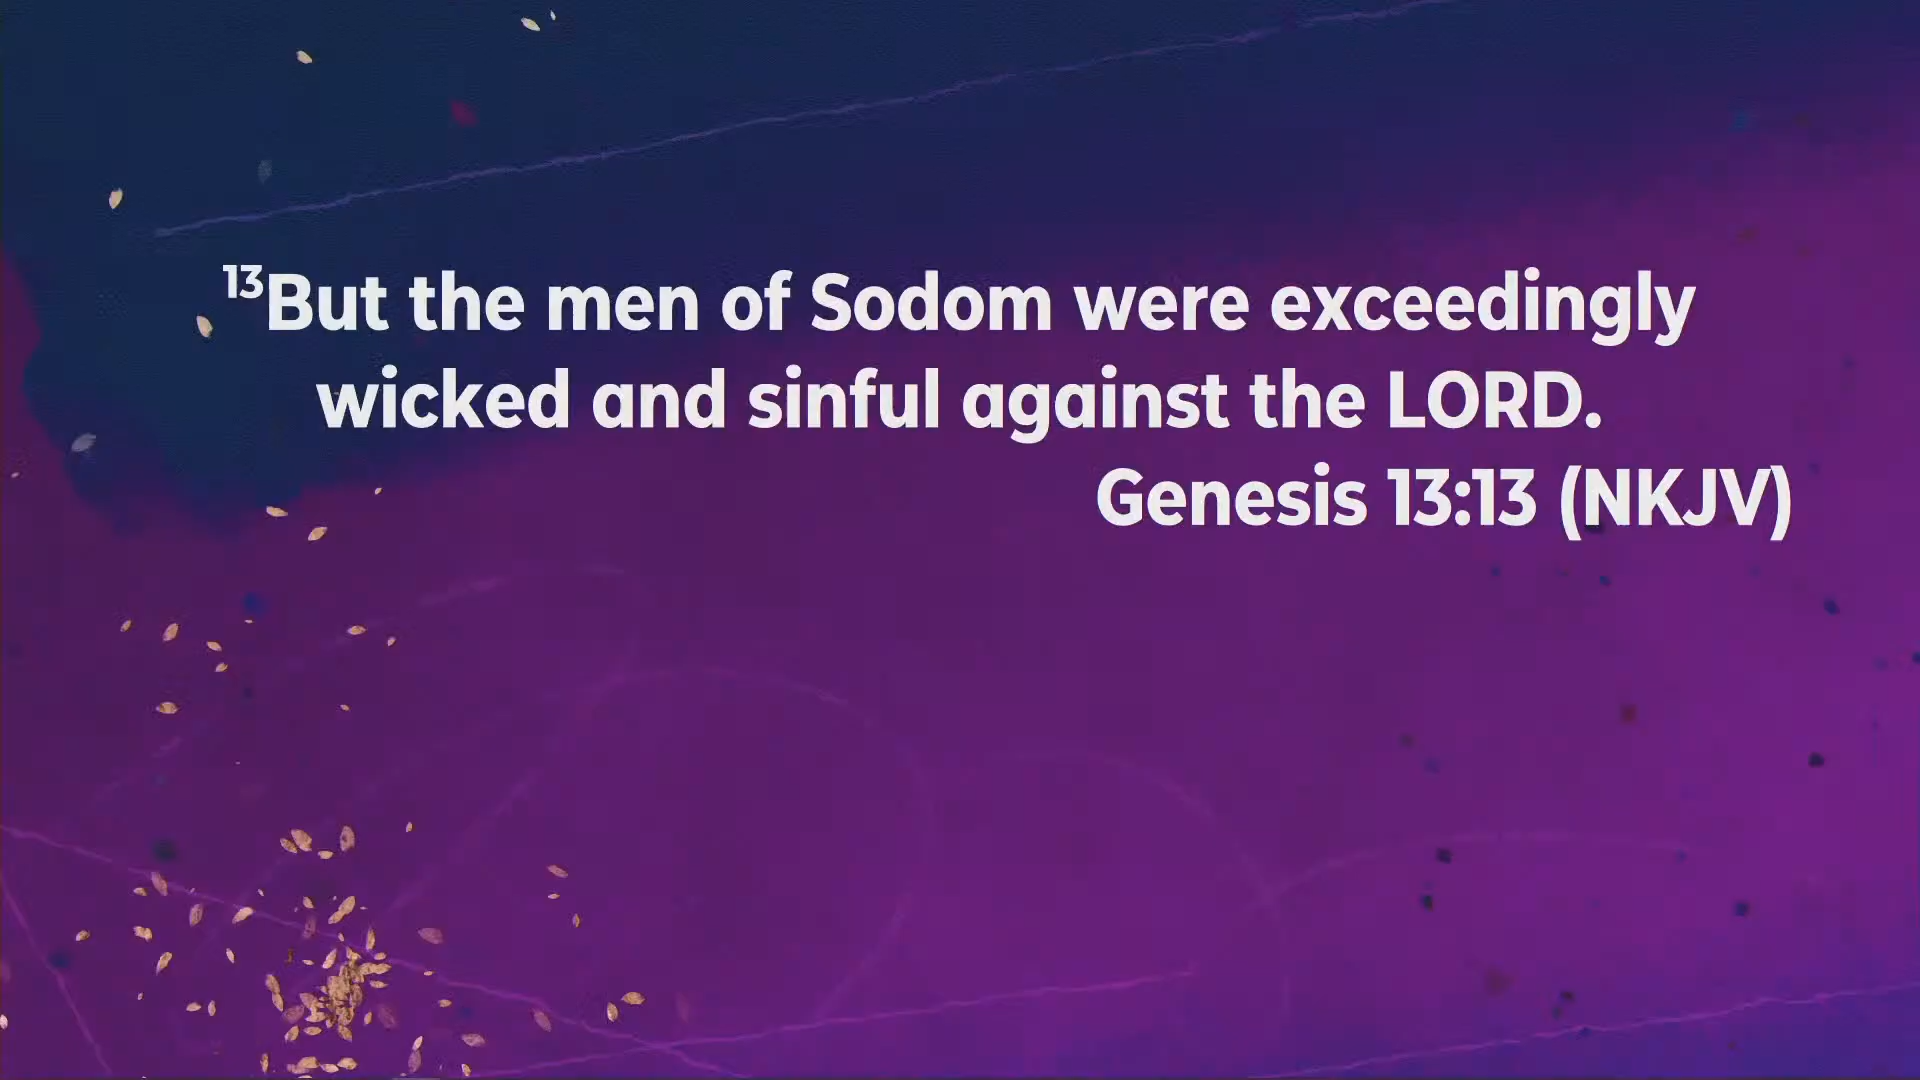 ¹³But the men of Sodom were exceedingly
wicked and sinful against the LORD.
Genesis 13:13 (NKJV)